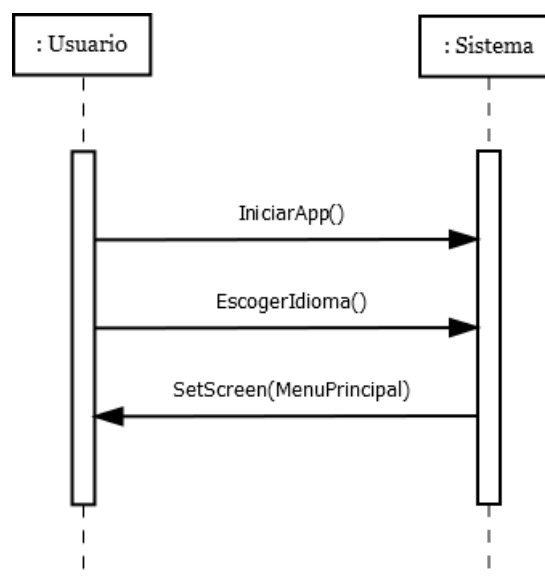 : Usuario
: Sistema
IniciarApp()
EscogerIdioma()
SetScreen(MenuPrincipal)